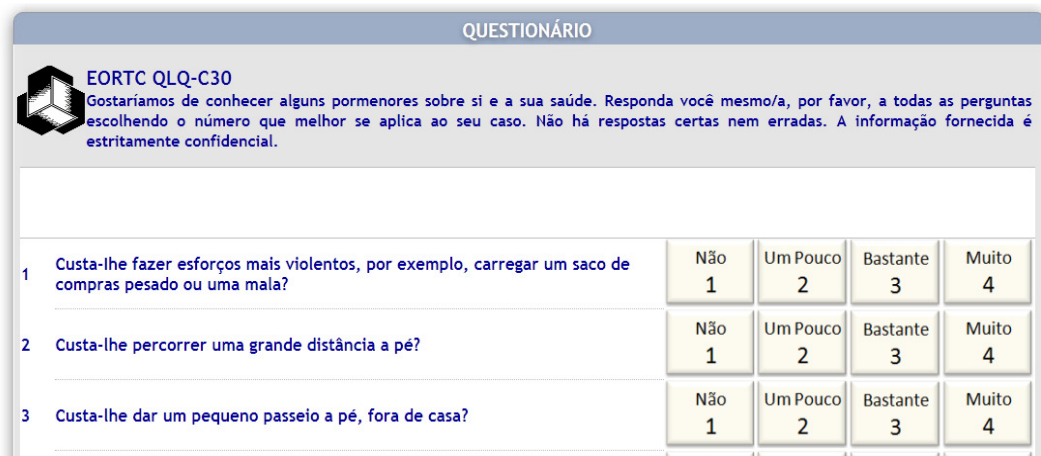 QUESTIONÁRIO
EORTC QLQ-C30
Gostaríamos de conhecer alguns pormenores sobre si e a sua saúde. Responda você mesmo/a, por favor, a todas as perguntas
escolhendo o número que melhor se aplica ao seu caso. Não há respostas certas nem erradas. A informação fornecida é
estritamente confidencial.
1 Custa-lhe fazer esforços mais violentos, por exemplo, carregar um saco de
compras pesado ou uma mala?
Não Um Pouco Bastante Muito
1 2 3 4
2 Custa-lhe percorrer uma grande distância a pé?
Não Um Pouco Bastante Muito
1 2 3 4
3 Custa-lhe dar um pequeno passeio a pé, fora de casa?
Não Um Pouco Bastante Muito
1 2 3 4